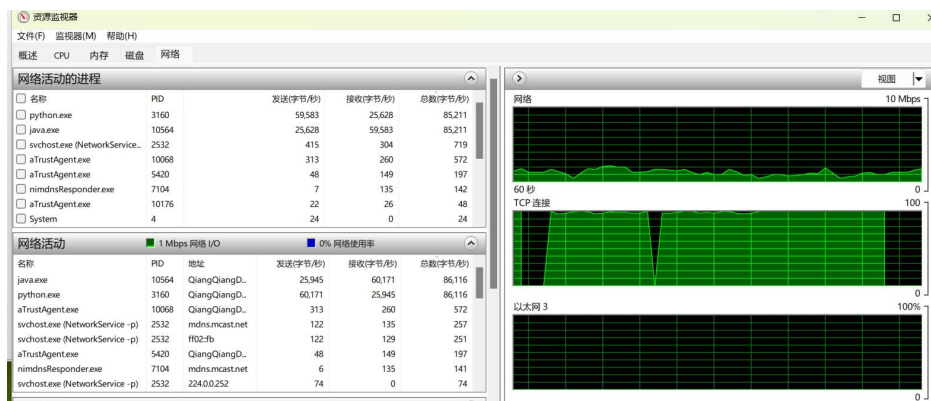 资源监视器
文件(F) 监视器(M) 帮助(H)
概述 CPU 内存 磁盘 网络
网络活动的进程
名称 PID 发送(字节/秒) 接收(字节/秒) 总数(字节/秒)
python.exe 3160 59,583 25,628 85,211
java.exe 10564 25,628 59,583 85,211
svchost.exe (NetworkService... 2532 415 304 719
aTrustAgent.exe 10068 313 260 572
aTrustAgent.exe 5420 48 149 197
nimdnsResponder.exe 7104 7 135 142
aTrustAgent.exe 10176 22 26 48
System 4 24 0 24
网络活动 1 Mbps 网络 I/O 0% 网络使用率
名称 PID 地址 发送(字节/秒) 接收(字节/秒) 总数(字节/秒)
java.exe 10564 QiangQiangD... 25,945 60,171 86,116
python.exe 3160 QiangQiangD... 60,171 25,945 86,116
aTrustAgent.exe 10068 QiangQiangD... 313 260 572
svchost.exe (NetworkService -p) 2532 mdns.mcast.net 122 135 257
svchost.exe (NetworkService -p) 2532 ff02::fb 122 129 251
aTrustAgent.exe 5420 QiangQiangD... 48 149 197
nimdnsResponder.exe 7104 mdns.mcast.net 6 135 141
svchost.exe (NetworkService -p) 2532 224.0.0.252 74 0 74
视图
网络 10 Mbps
60 秒 0
TCP 连接 100
0
以太网 3 100%
0